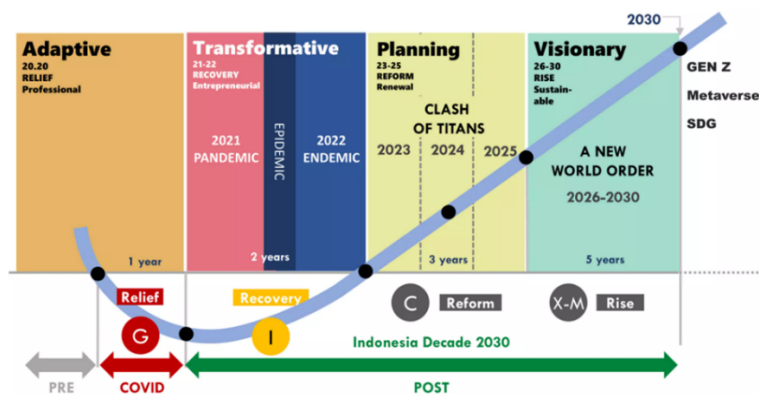 2030
Adaptive
20.20
RELIEF
Professional
1 year
Transformative
21-22
RECOVERY
Entrepreneurial
2021
PANDEMIC
EPIDEMIC
2022
ENDEMIC
2 years
Planning
23-25
REFORM
Renewal
CLASH
OF TITANS
2023
2024
2025
3 years
Visionary
26-30
RISE
Sustain-
able
A NEW
WORLD ORDER
2026-2030
5 years
GEN Z
Metaverse
SDG
Relief
G
Recovery
I
C
Reform
X-M
Rise
Indonesia Decade 2030
PRE
COVID
POST